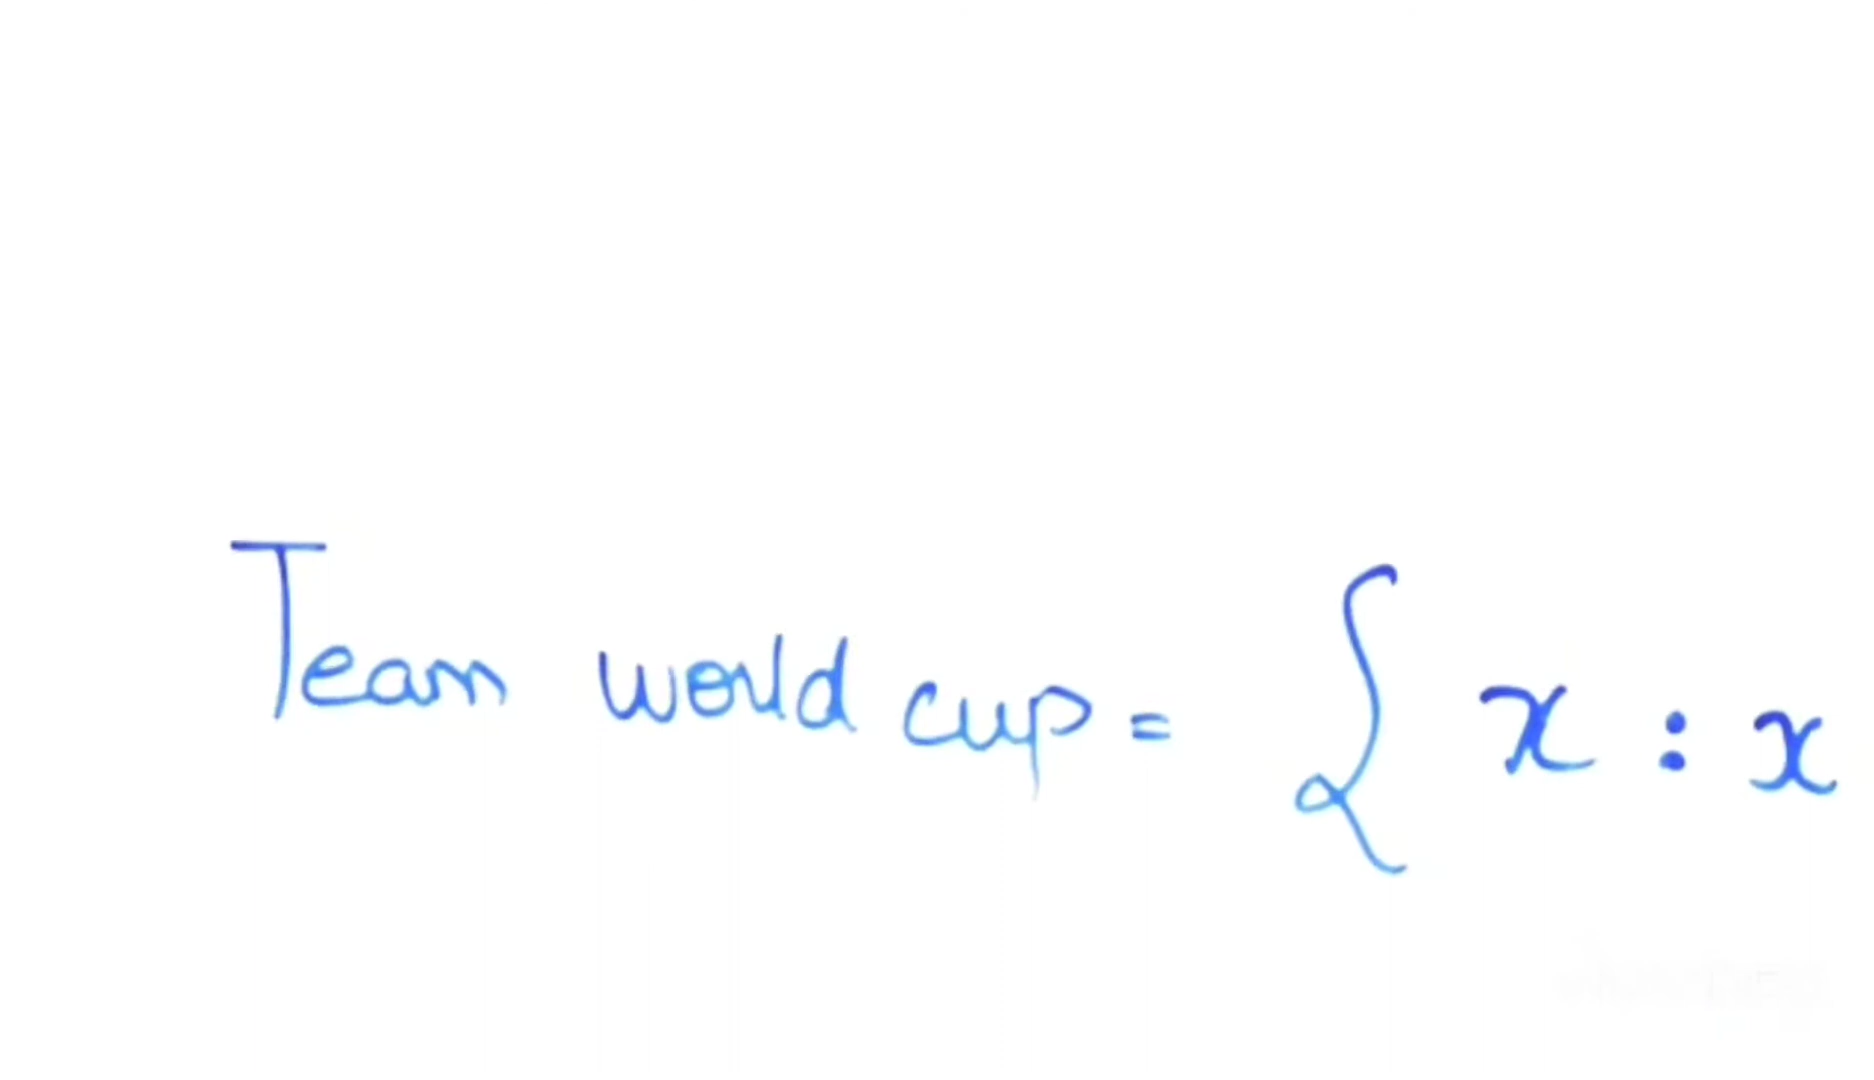 Team world cup = { x : x